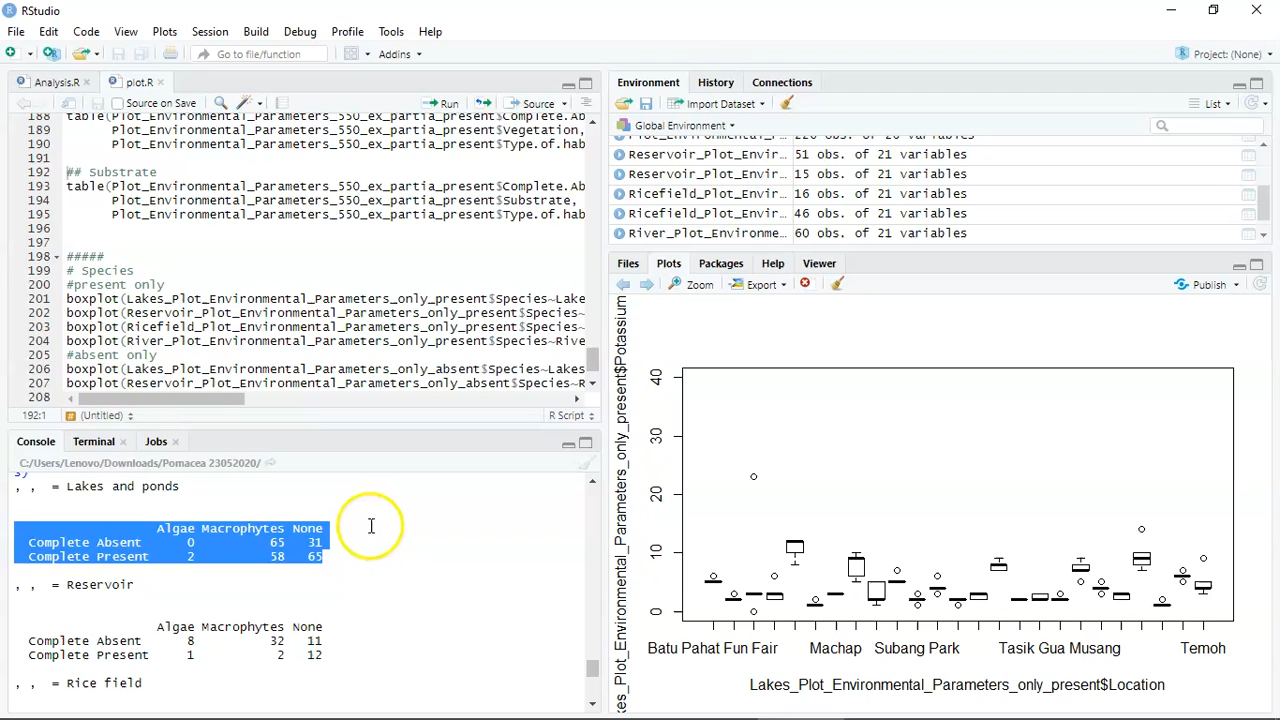 RStudio
File Edit Code View Plots Session Build Debug Profile Tools Help
Go to file/function Addins Project: (None)
Analysis.R plot.R
Source on Save Run Source
188 table(Plot_Environmental_Parameters_550_ex_partia_present$Complete.Ab
189 Plot_Environmental_Parameters_550_ex_partia_present$Vegetation,
190 Plot_Environmental_Parameters_550_ex_partia_present$Type.of.hab
191
192 ## Substrate
193 table(Plot_Environmental_Parameters_550_ex_partia_present$Complete.Ab
194 Plot_Environmental_Parameters_550_ex_partia_present$Substrate,
195 Plot_Environmental_Parameters_550_ex_partia_present$Type.of.hab
196
197
198 #####
199 # Species
200 #present only
201 boxplot(Lakes_Plot_Environmental_Parameters_only_present$Species~Lake
202 boxplot(Reservoir_Plot_Environmental_Parameters_only_present$Species~
203 boxplot(Ricefield_Plot_Environmental_Parameters_only_present$Species~
204 boxplot(River_Plot_Environmental_Parameters_only_present$Species~Rive
205 #absent only
206 boxplot(Lakes_Plot_Environmental_Parameters_only_absent$Species~Lakes
207 boxplot(Reservoir_Plot_Environmental_Parameters_only_absent$Species~R
208
192:1 # (Untitled) R Script
Console Terminal Jobs
C:/Users/Lenovo/Downloads/Pomacea 23052020/
, , = Lakes and ponds
Algae Macrophytes None
Complete Absent 0 65 31
Complete Present 2 58 65
, , = Reservoir
Algae Macrophytes None
Complete Absent 8 32 11
Complete Present 1 2 12
, , = Rice field
Environment History Connections
Import Dataset List
Global Environment
Reservoir_Plot_Envir… 51 obs. of 21 variables
Reservoir_Plot_Envir… 15 obs. of 21 variables
Ricefield_Plot_Envir… 16 obs. of 21 variables
Ricefield_Plot_Envir… 46 obs. of 21 variables
River_Plot_Environme… 60 obs. of 21 variables
Files Plots Packages Help Viewer
Zoom Export Publish
kes_Plot_Environmental_Parameters_only_present$Potassium
40
30
20
10
0
Batu Pahat Fun Fair Machap Subang Park Tasik Gua Musang Temoh
Lakes_Plot_Environmental_Parameters_only_present$Location